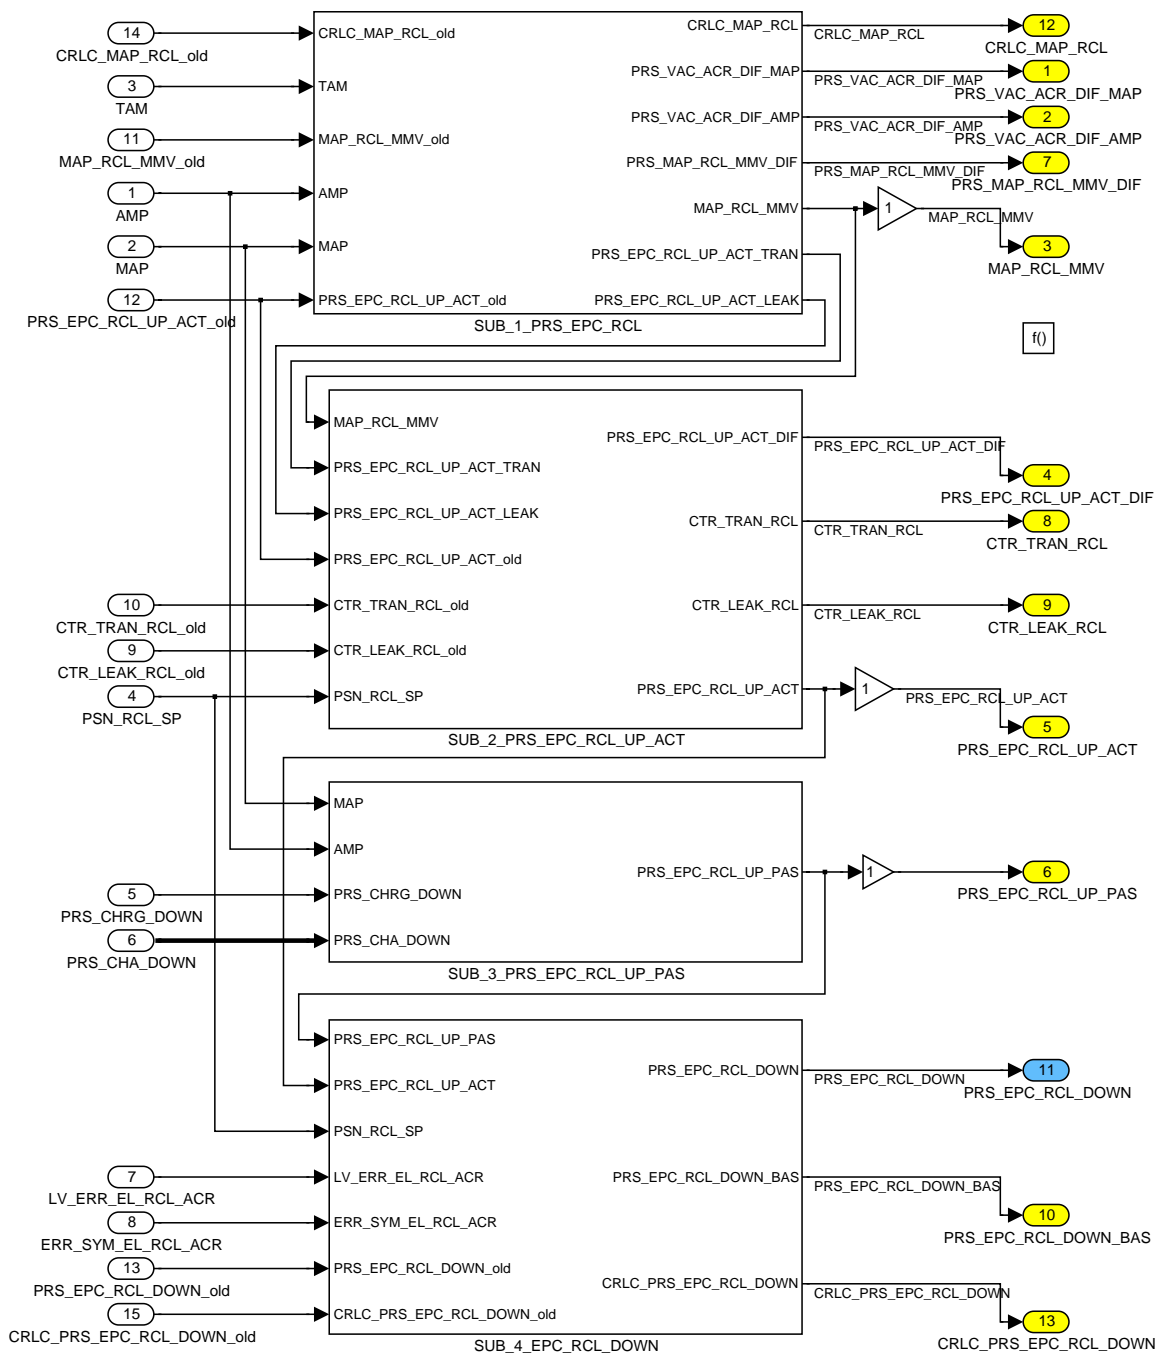 14
CRLC_MAP_RCL_old
3
TAM
11
MAP_RCL_MMV_old
1
AMP
2
MAP
12
PRS_EPC_RCL_UP_ACT_old
CRLC_MAP_RCL_old
TAM
MAP_RCL_MMV_old
AMP
MAP
PRS_EPC_RCL_UP_ACT_old
CRLC_MAP_RCL
PRS_VAC_ACR_DIF_MAP
PRS_VAC_ACR_DIF_AMP
PRS_MAP_RCL_MMV_DIF
MAP_RCL_MMV
PRS_EPC_RCL_UP_ACT_TRAN
PRS_EPC_RCL_UP_ACT_LEAK
SUB_1_PRS_EPC_RCL
CRLC_MAP_RCL
PRS_VAC_ACR_DIF_MAP
PRS_VAC_ACR_DIF_AMP
PRS_MAP_RCL_MMV_DIF
1
MAP_RCL_MMV
12
CRLC_MAP_RCL
1
PRS_VAC_ACR_DIF_MAP
2
PRS_VAC_ACR_DIF_AMP
7
PRS_MAP_RCL_MMV_DIF
3
MAP_RCL_MMV
f()
10
CTR_TRAN_RCL_old
9
CTR_LEAK_RCL_old
4
PSN_RCL_SP
MAP_RCL_MMV
PRS_EPC_RCL_UP_ACT_TRAN
PRS_EPC_RCL_UP_ACT_LEAK
PRS_EPC_RCL_UP_ACT_old
CTR_TRAN_RCL_old
CTR_LEAK_RCL_old
PSN_RCL_SP
PRS_EPC_RCL_UP_ACT_DIF
CTR_TRAN_RCL
CTR_LEAK_RCL
PRS_EPC_RCL_UP_ACT
SUB_2_PRS_EPC_RCL_UP_ACT
PRS_EPC_RCL_UP_ACT_DIF
CTR_TRAN_RCL
CTR_LEAK_RCL
1
PRS_EPC_RCL_UP_ACT
4
PRS_EPC_RCL_UP_ACT_DIF
8
CTR_TRAN_RCL
9
CTR_LEAK_RCL
5
PRS_EPC_RCL_UP_ACT
5
PRS_CHRG_DOWN
6
PRS_CHA_DOWN
MAP
AMP
PRS_CHRG_DOWN
PRS_CHA_DOWN
PRS_EPC_RCL_UP_PAS
SUB_3_PRS_EPC_RCL_UP_PAS
1
6
PRS_EPC_RCL_UP_PAS
7
LV_ERR_EL_RCL_ACR
8
ERR_SYM_EL_RCL_ACR
13
PRS_EPC_RCL_DOWN_old
15
CRLC_PRS_EPC_RCL_DOWN_old
PRS_EPC_RCL_UP_PAS
PRS_EPC_RCL_UP_ACT
PSN_RCL_SP
LV_ERR_EL_RCL_ACR
ERR_SYM_EL_RCL_ACR
PRS_EPC_RCL_DOWN_old
CRLC_PRS_EPC_RCL_DOWN_old
PRS_EPC_RCL_DOWN
PRS_EPC_RCL_DOWN_BAS
CRLC_PRS_EPC_RCL_DOWN
SUB_4_EPC_RCL_DOWN
PRS_EPC_RCL_DOWN
PRS_EPC_RCL_DOWN_BAS
CRLC_PRS_EPC_RCL_DOWN
11
PRS_EPC_RCL_DOWN
10
PRS_EPC_RCL_DOWN_BAS
13
CRLC_PRS_EPC_RCL_DOWN